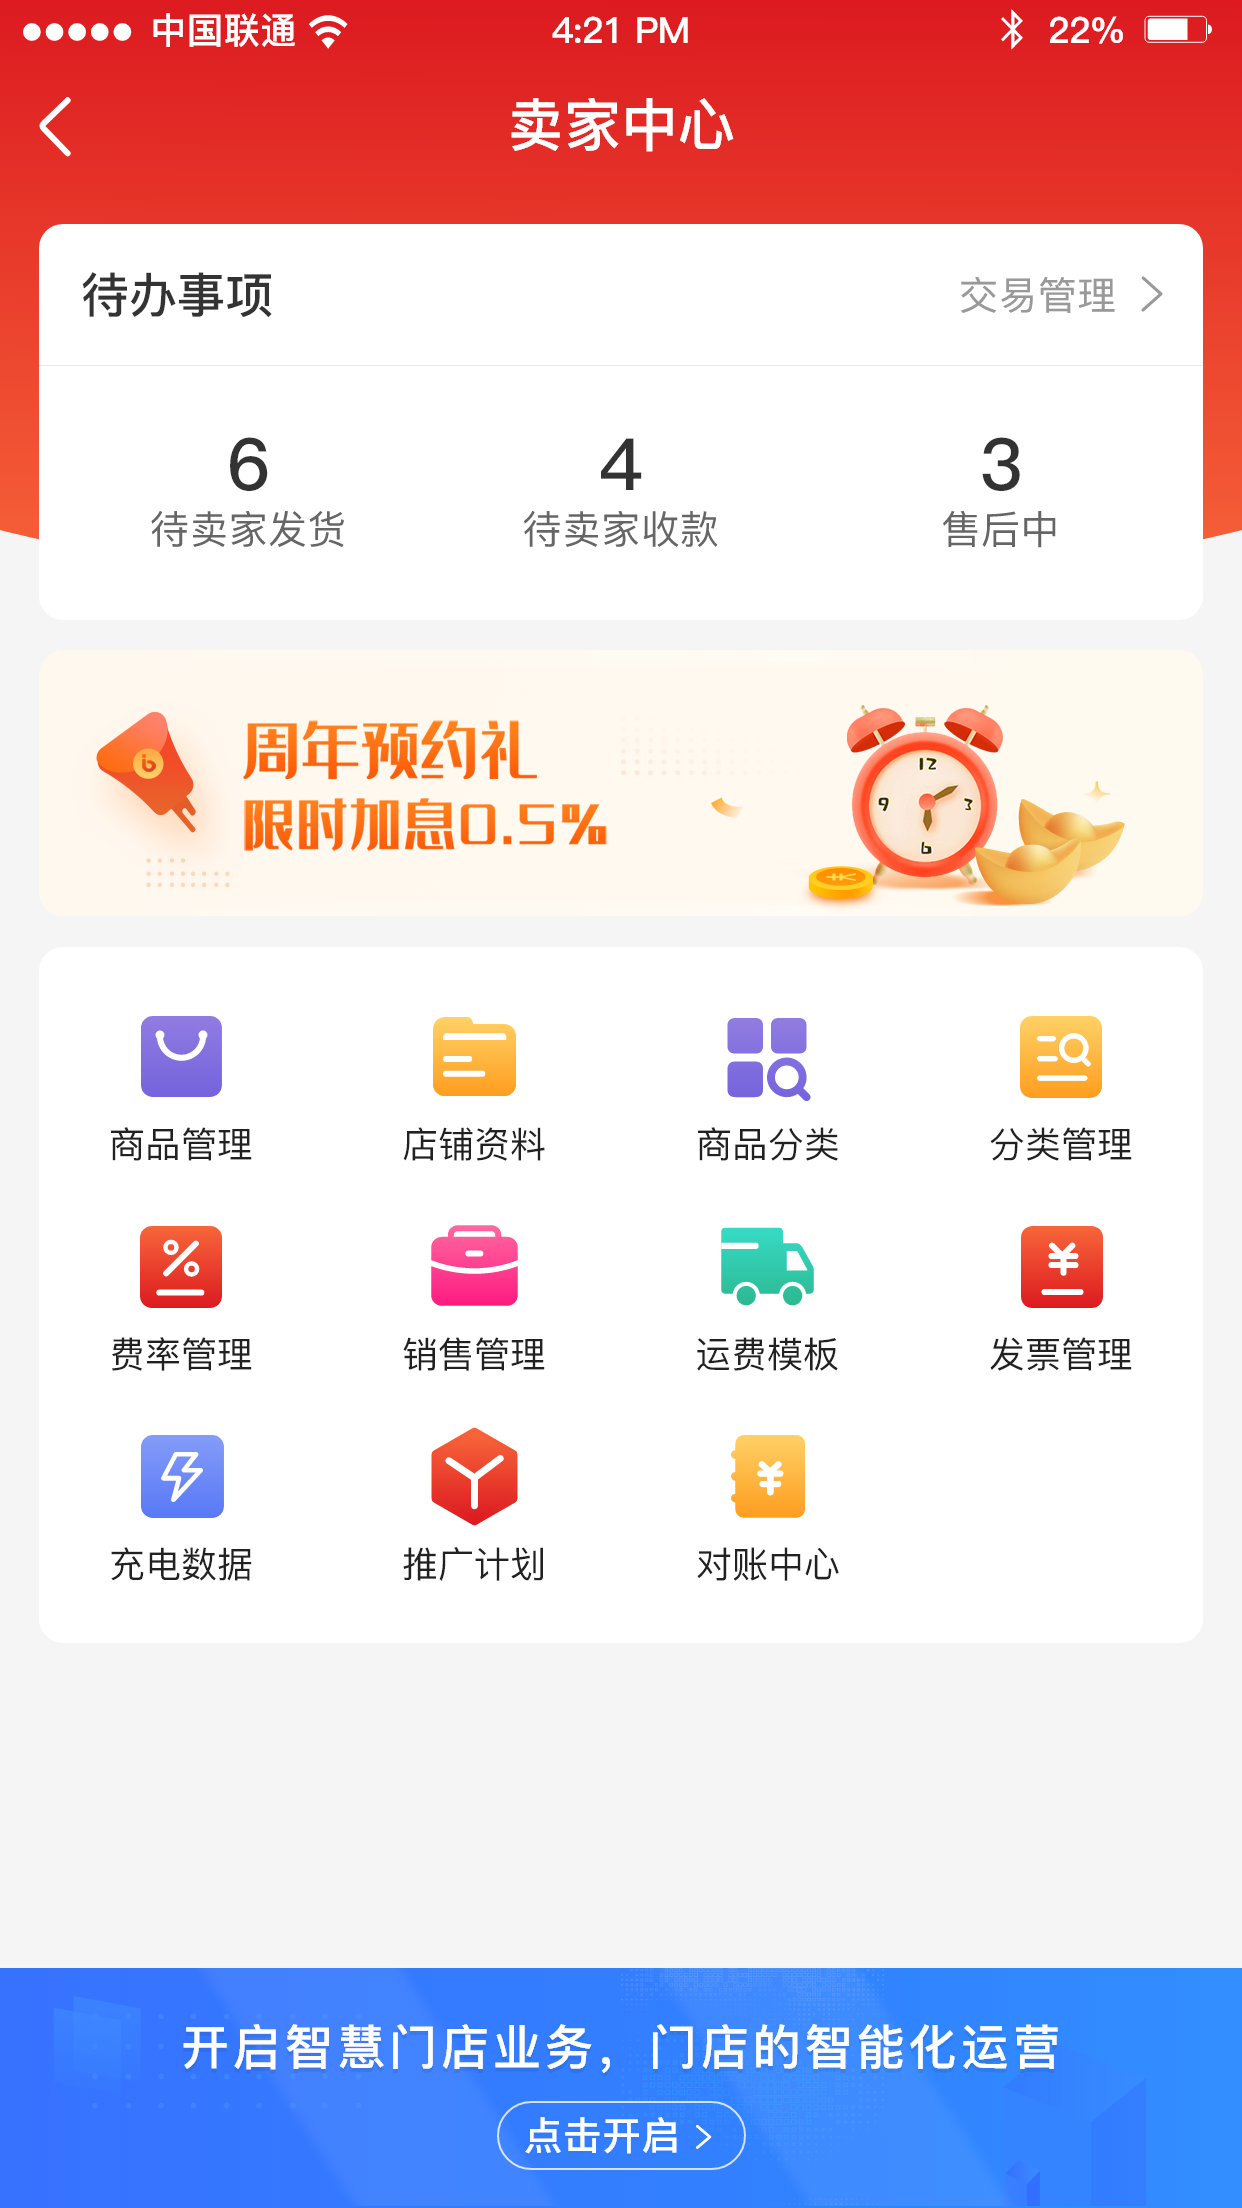 中国联通 4:21 PM 22%
卖家中心
待办事项 交易管理
6 4 3
待卖家发货 待卖家收款 售后中
周年预约礼
限时加息0.5%
12
9 3
6
商品管理 店铺资料 商品分类 分类管理
费率管理 销售管理 运费模板 发票管理
充电数据 推广计划 对账中心
开启智慧门店业务，门店的智能化运营
点击开启